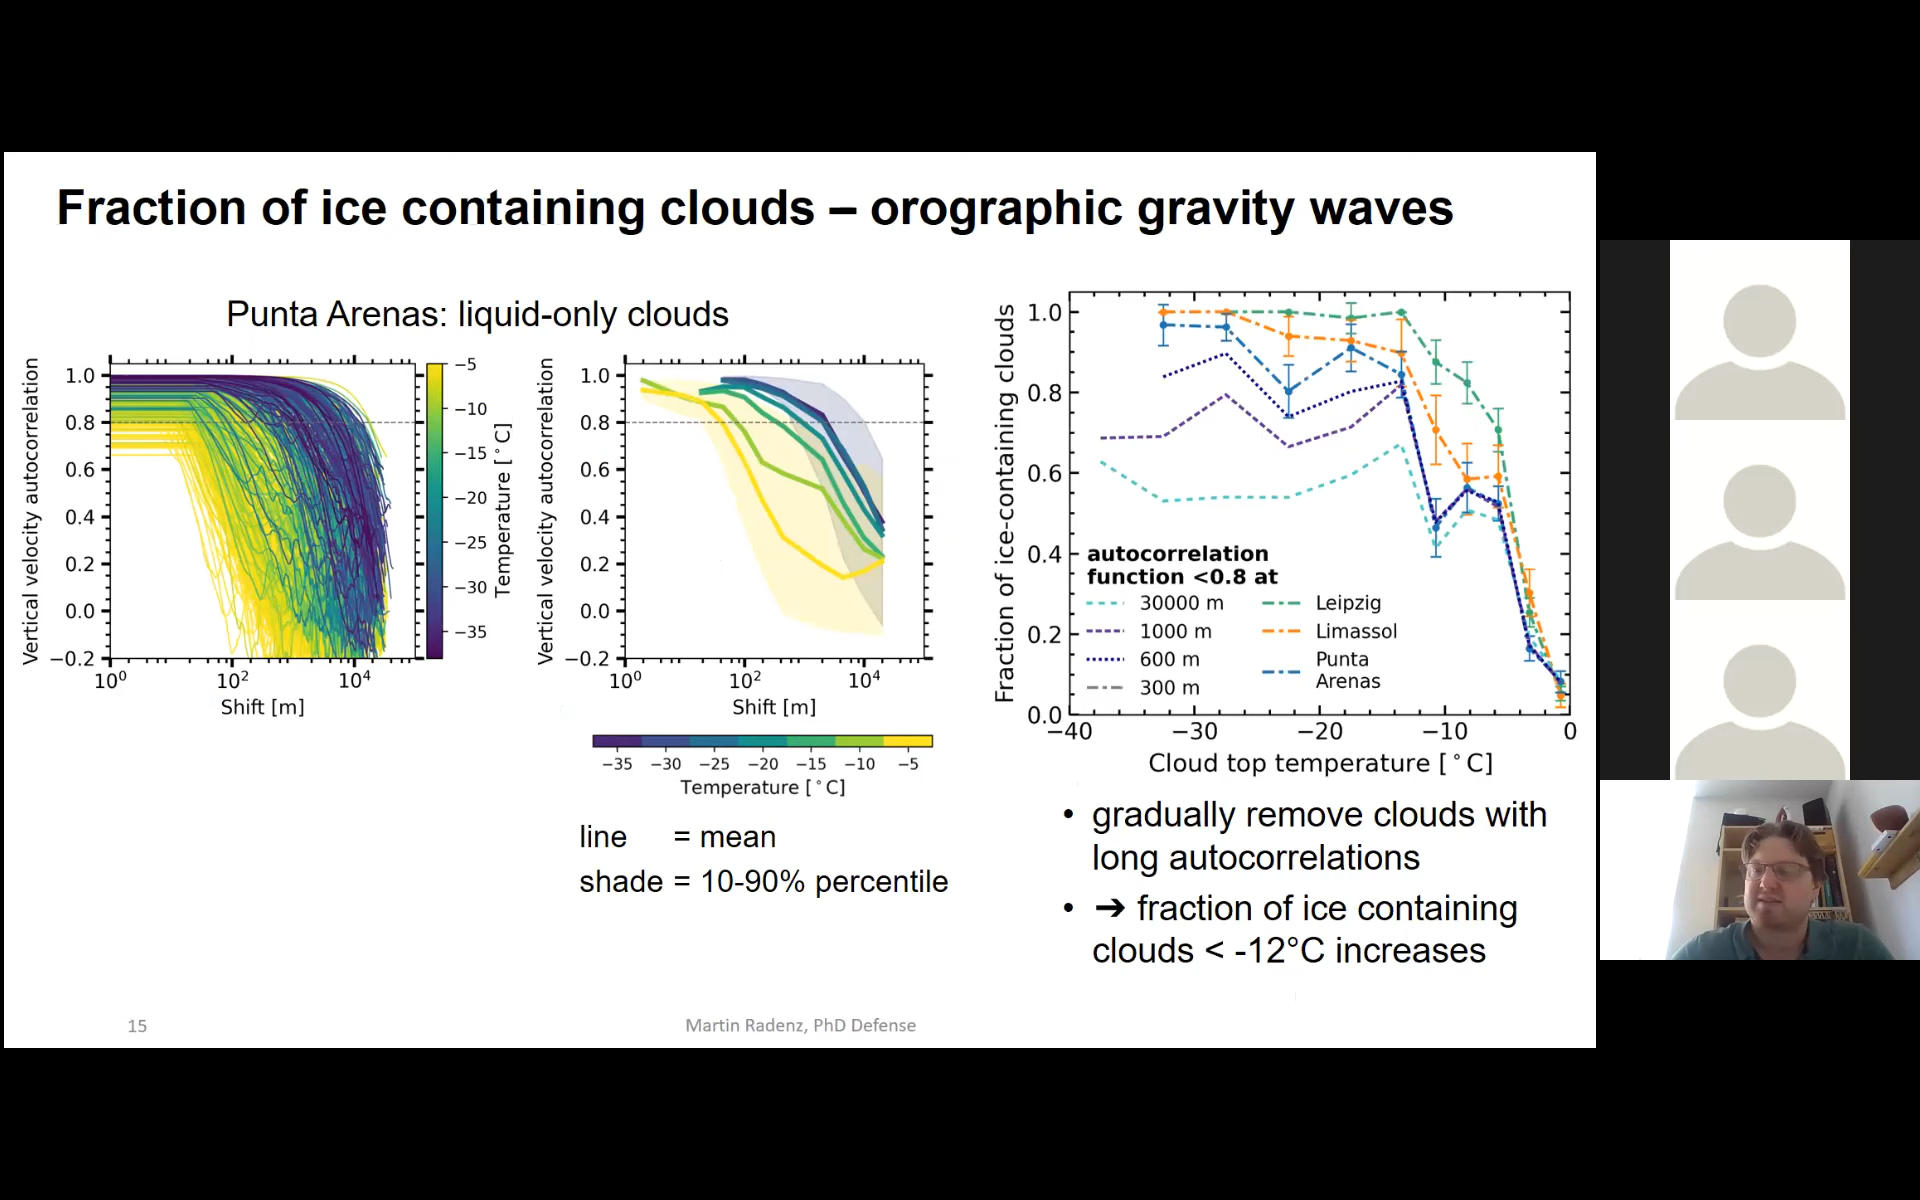 Fraction of ice containing clouds – orographic gravity waves
Punta Arenas: liquid-only clouds
Vertical velocity autocorrelation
1.0
0.8
0.6
0.4
0.2
0.0
−0.2
10⁰
10²
10⁴
Shift [m]
−5
−10
−15
−20
−25
−30
−35
Temperature [°C]
Vertical velocity autocorrelation
1.0
0.8
0.6
0.4
0.2
0.0
−0.2
10⁰
10²
10⁴
Shift [m]
−35 −30 −25 −20 −15 −10 −5
Temperature [°C]
line = mean
shade = 10-90% percentile
Fraction of ice-containing clouds
1.0
0.8
0.6
0.4
0.2
0.0
autocorrelation
function <0.8 at
30000 m
1000 m
600 m
300 m
Leipzig
Limassol
Punta
Arenas
−40 −30 −20 −10 0
Cloud top temperature [°C]
• gradually remove clouds with
long autocorrelations
• ➔ fraction of ice containing
clouds < -12°C increases
15
Martin Radenz, PhD Defense